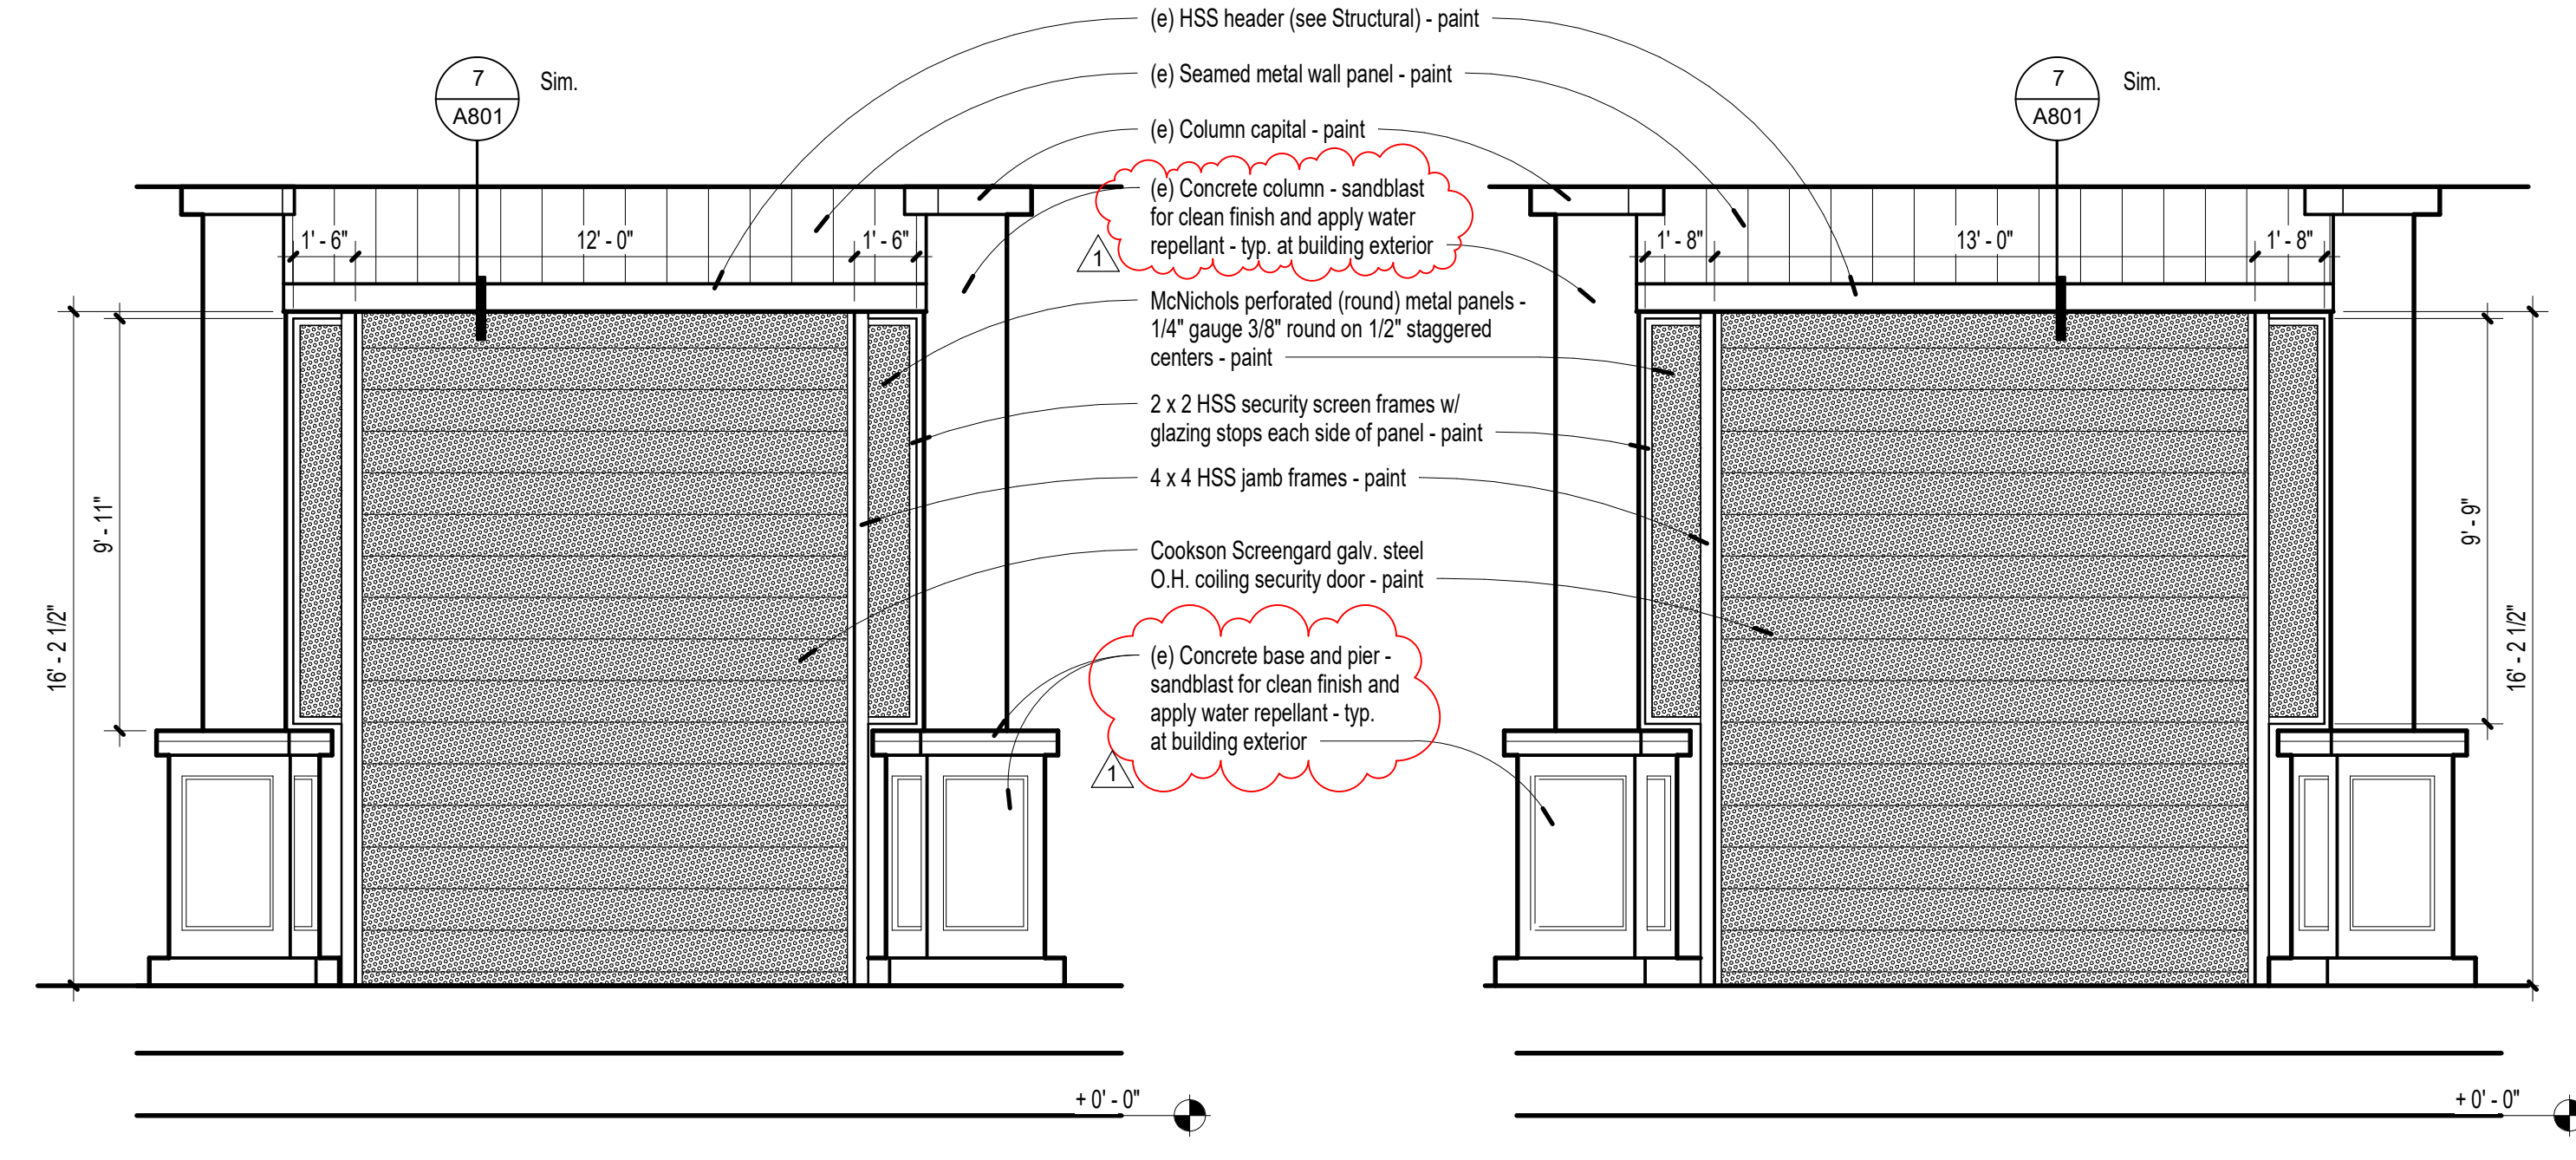 (e) HSS header (see Structural) - paint
(e) Seamed metal wall panel - paint
(e) Column capital - paint
(e) Concrete column - sandblast
for clean finish and apply water
repellant - typ. at building exterior
1
McNichols perforated (round) metal panels -
1/4" gauge 3/8" round on 1/2" staggered
centers - paint
2 x 2 HSS security screen frames w/
glazing stops each side of panel - paint
4 x 4 HSS jamb frames - paint
Cookson Screengard galv. steel
O.H. coiling security door - paint
(e) Concrete base and pier -
sandblast for clean finish and
apply water repellant - typ.
at building exterior
1
7
A801
Sim.
1' - 6"
12' - 0"
1' - 6"
9' - 11"
16' - 2 1/2"
+ 0' - 0"
7
A801
Sim.
1' - 8"
13' - 0"
1' - 8"
9' - 9"
16' - 2 1/2"
+ 0' - 0"